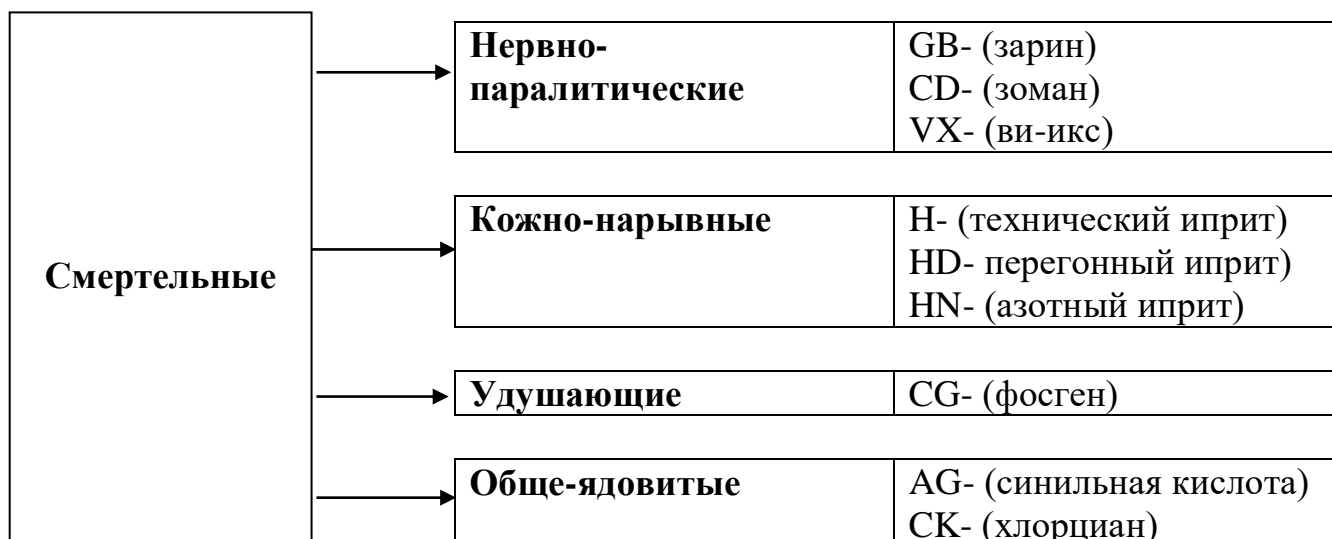 Смертельные
Нервно-
паралитические
GB- (зарин)
CD- (зоман)
VX- (ви-икс)
Кожно-нарывные
H- (технический иприт)
HD- перегонный иприт)
HN- (азотный иприт)
Удушающие
CG- (фосген)
Обще-ядовитые
AG- (синильная кислота)
CK- (хлорциан)